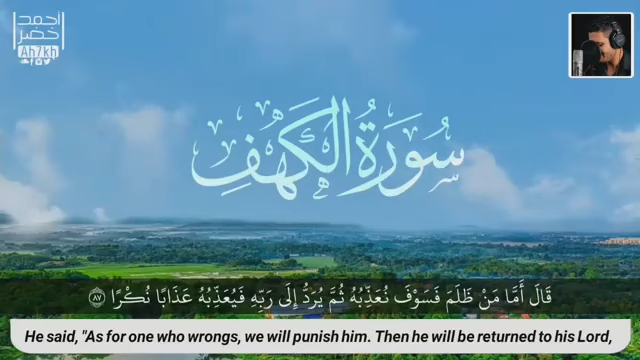 أحمد
خضر
Ah7kh
سُورَةُ الكَهْفِ
قَالَ أَمَّا مَنْ ظَلَمَ فَسَوْفَ نُعَذِّبُهُ ثُمَّ يُرَدُّ إِلَى رَبِّهِ فَيُعَذِّبُهُ عَذَابًا نُكْرًا ٨٧
He said, "As for one who wrongs, we will punish him. Then he will be returned to his Lord,